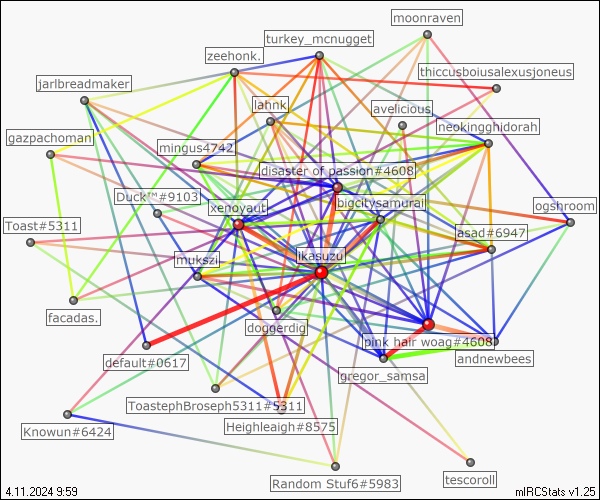 moonraven
turkey_mcnugget
zeehonk.
thiccusboiusalexusjoneus
jarlbreadmaker
lahnk
avelicious
neokingghidorah
gazpachoman
mingus4742
disaster of passion#4608
Duck™#9103
xenoyaut
bigcitysamurai
ogshroom
Toast#5311
asad#6947
mukszi
ikasuzu
facadas.
doggerdig
default#0617
pink hair woag#4608
andnewbees
gregor_samsa
ToastephBroseph5311#5311
Knowun#6424
Heighleaigh#8575
Random Stuf6#5983
tescoroll
4.11.2024 9:59
mIRCStats v1.25